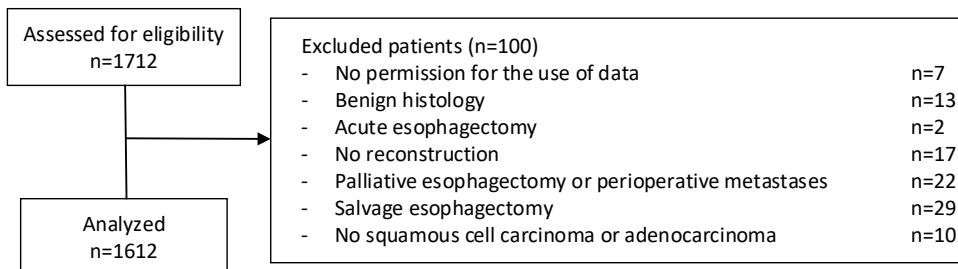 Assessed for eligibility
n=1712
Excluded patients (n=100)
- No permission for the use of data n=7
- Benign histology n=13
- Acute esophagectomy n=2
- No reconstruction n=17
- Palliative esophagectomy or perioperative metastases n=22
- Salvage esophagectomy n=29
- No squamous cell carcinoma or adenocarcinoma n=10
Analyzed
n=1612